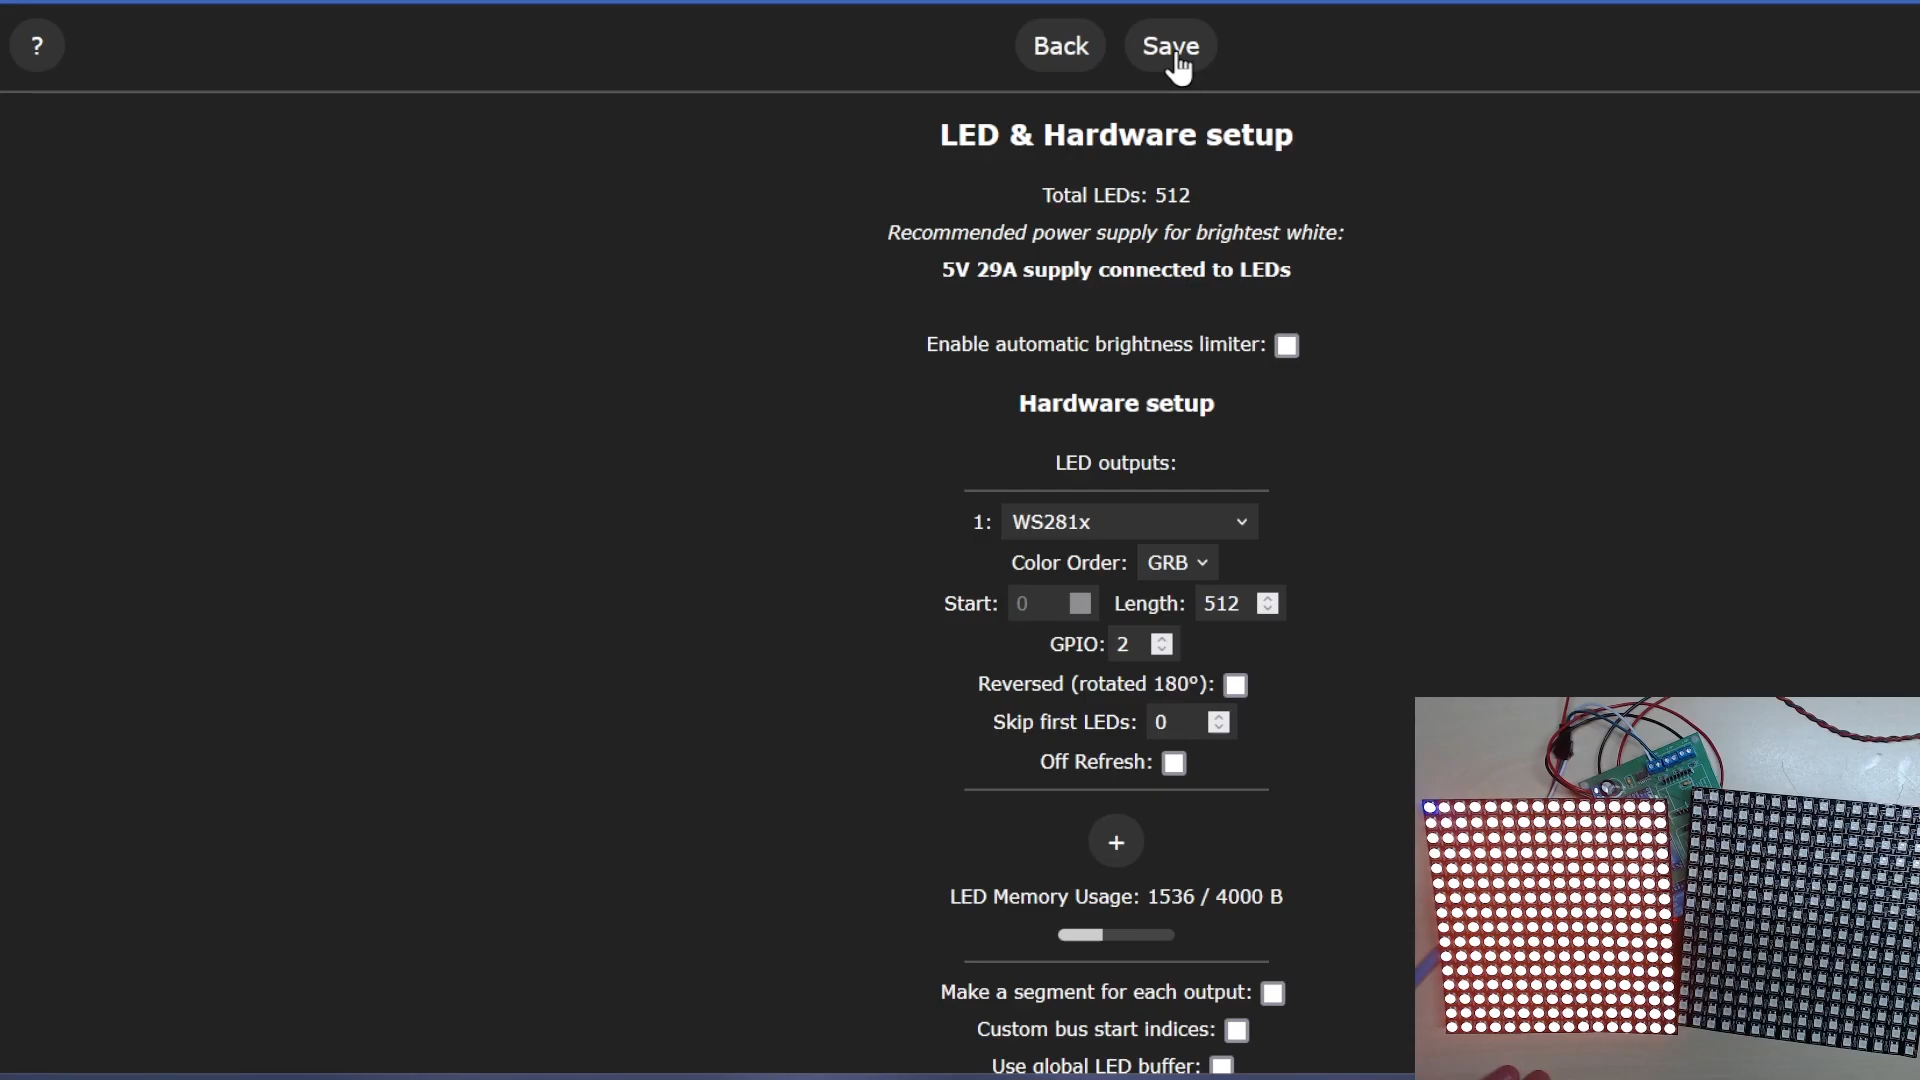 ?
Back Save
LED & Hardware setup
Total LEDs: 512
Recommended power supply for brightest white:
5V 29A supply connected to LEDs
Enable automatic brightness limiter:
Hardware setup
LED outputs:
1: WS281x
Color Order: GRB
Start: 0 Length: 512
GPIO: 2
Reversed (rotated 180°):
Skip first LEDs: 0
Off Refresh:
+
LED Memory Usage: 1536 / 4000 B
Make a segment for each output:
Custom bus start indices:
Use global LED buffer: